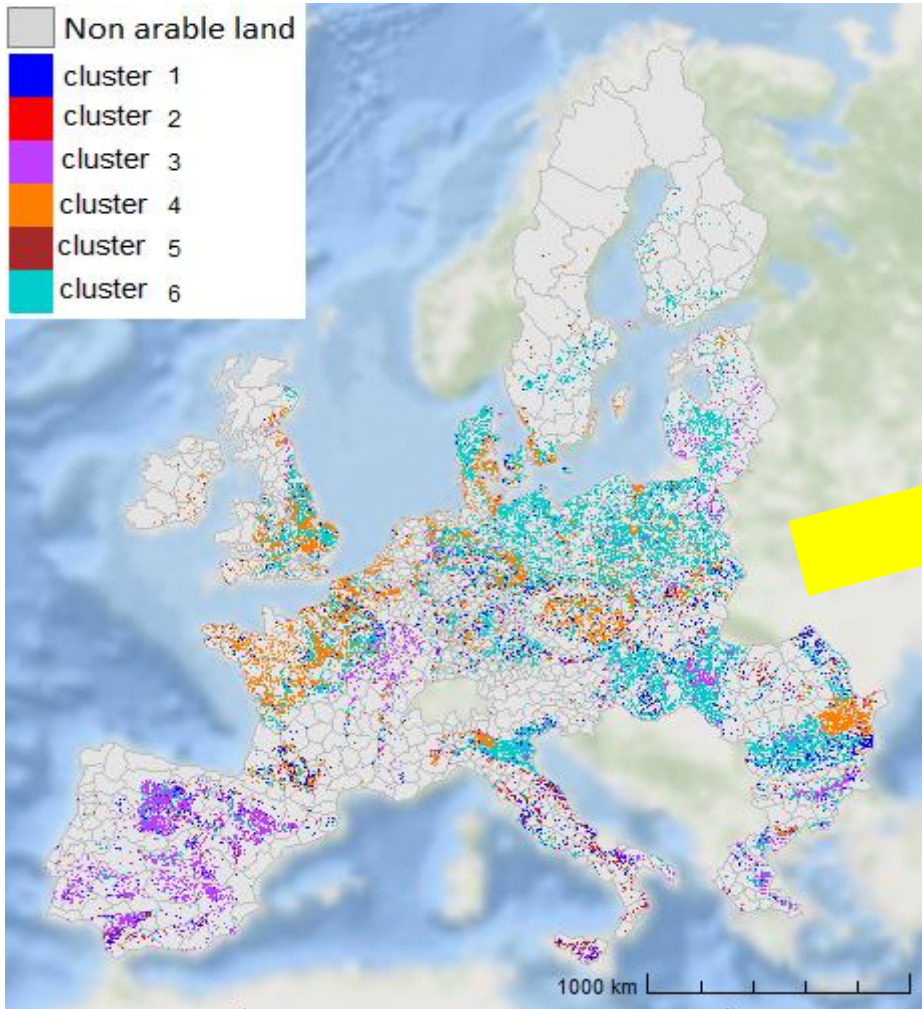 Non arable land
cluster 1
cluster 2
cluster 3
cluster 4
cluster 5
cluster 6
1000 km